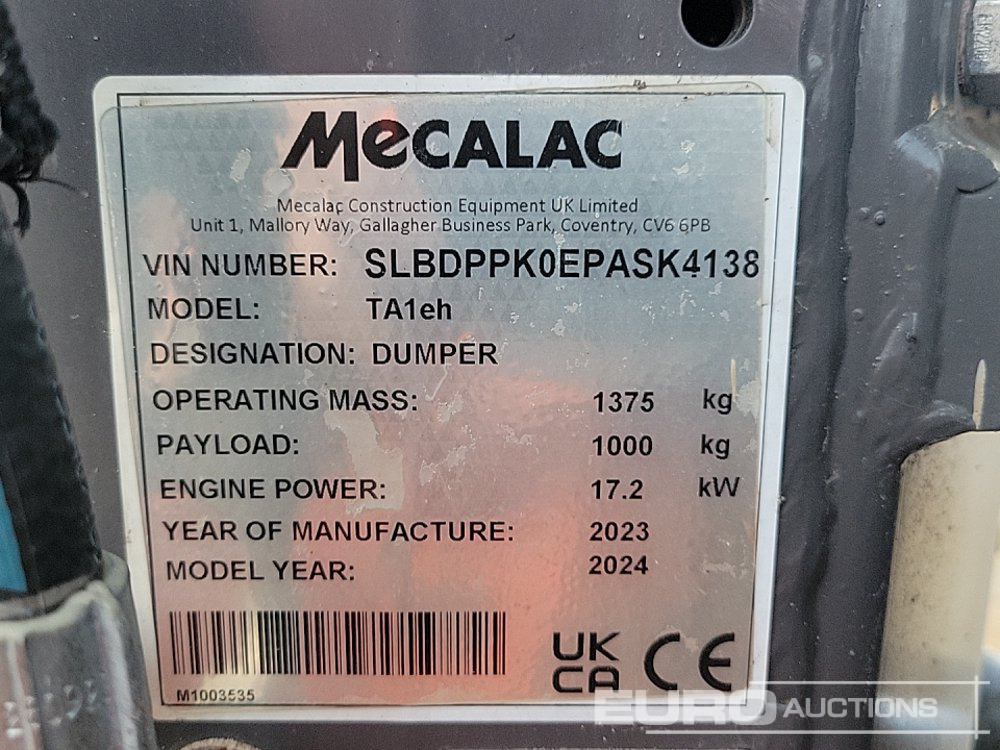 MECALAC
Mecalac Construction Equipment UK Limited
Unit 1, Mallory Way, Gallagher Business Park, Coventry, CV6 6PB
VIN NUMBER: SLBDPPK0EPASK4138
MODEL: TA1eh
DESIGNATION: DUMPER
OPERATING MASS: 1375 kg
PAYLOAD: 1000 kg
ENGINE POWER: 17.2 kW
YEAR OF MANUFACTURE: 2023
MODEL YEAR: 2024
M1003535
UK
CA
CE
EURO AUCTIONS